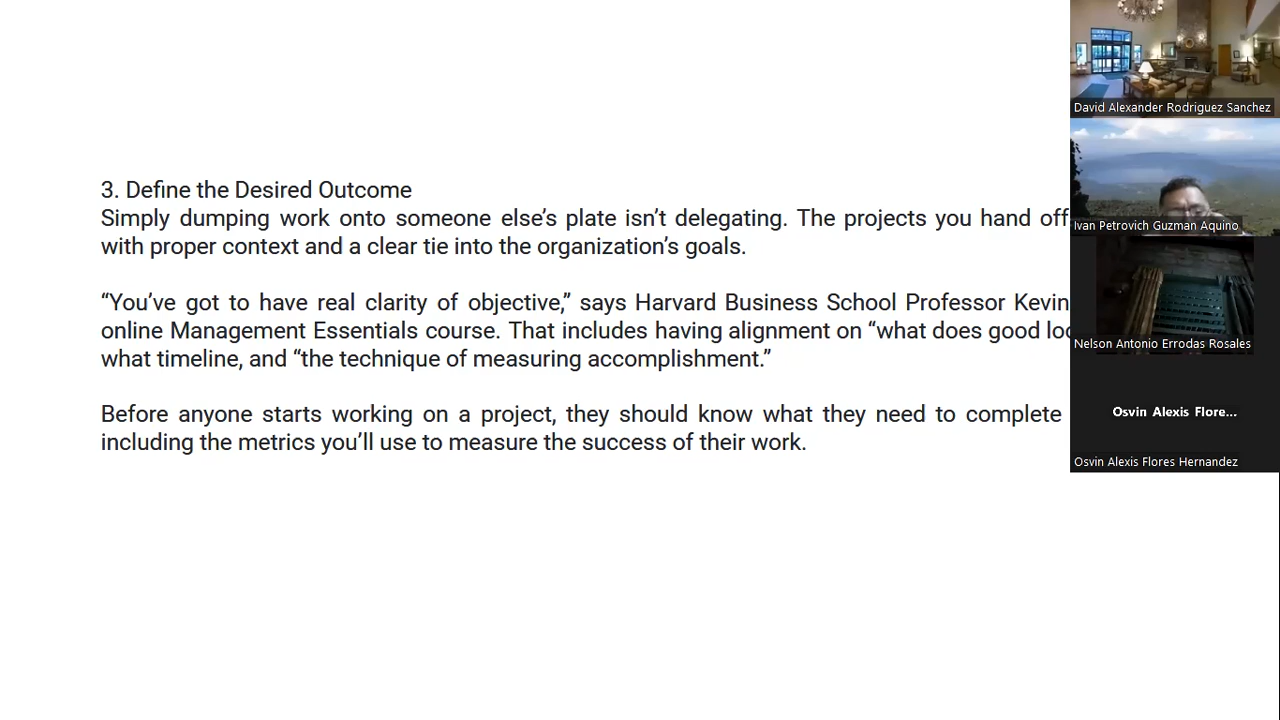 3. Define the Desired Outcome
Simply dumping work onto someone else’s plate isn’t delegating. The projects you hand off
with proper context and a clear tie into the organization’s goals.
“You’ve got to have real clarity of objective,” says Harvard Business School Professor Kevin
online Management Essentials course. That includes having alignment on “what does good
what timeline, and “the technique of measuring accomplishment.”
Before anyone starts working on a project, they should know what they need to complete
including the metrics you’ll use to measure the success of their work.
David Alexander Rodriguez Sanchez
Ivan Petrovich Guzman Aquino
Nelson Antonio Errodas Rosales
Osvin Alexis Flore...
Osvin Alexis Flores Hernandez